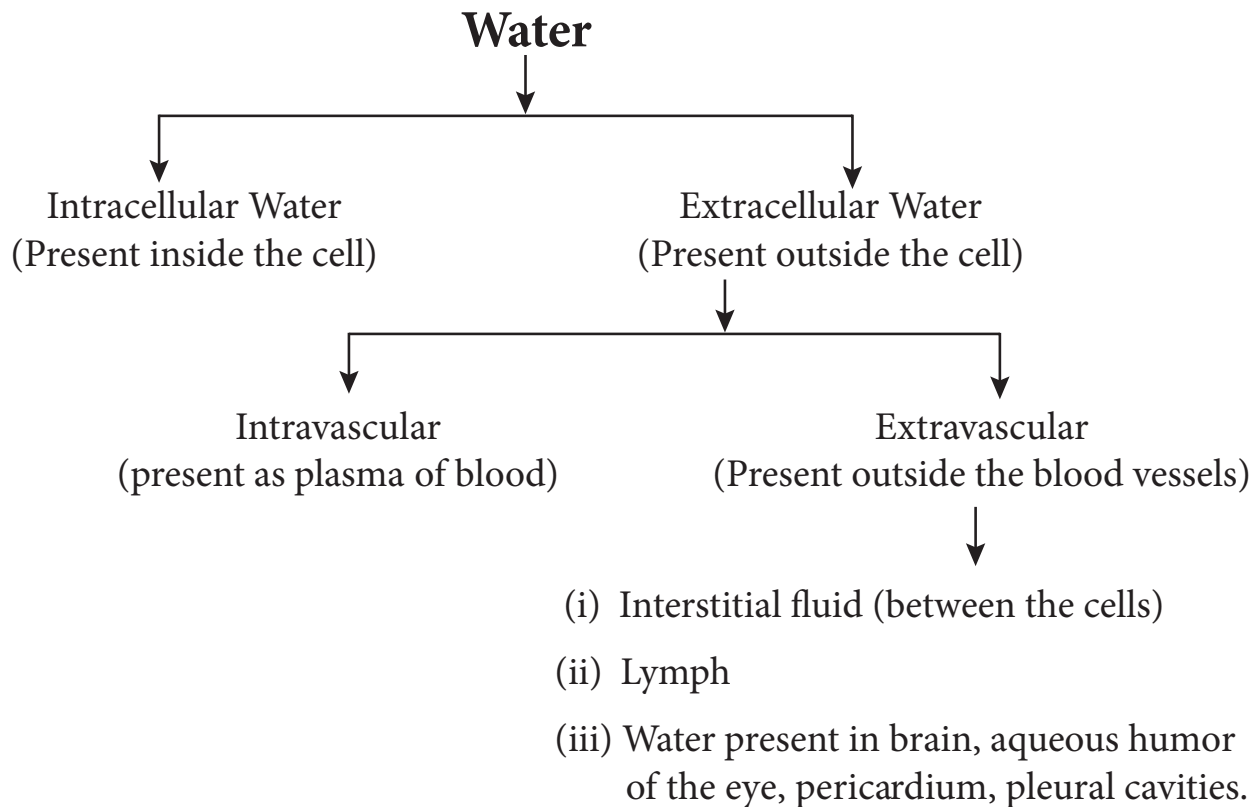 Water
Intracellular Water
(Present inside the cell)
Extracellular Water
(Present outside the cell)
Intravascular
(present as plasma of blood)
Extravascular
(Present outside the blood vessels)
(i) Interstitial fluid (between the cells)
(ii) Lymph
(iii) Water present in brain, aqueous humor
of the eye, pericardium, pleural cavities.